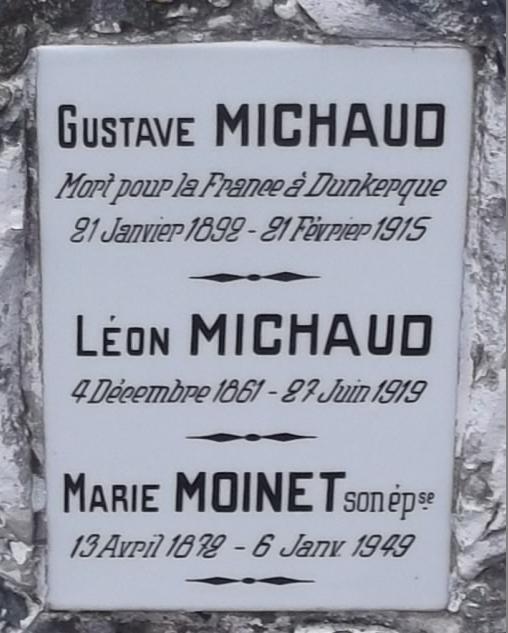 GUSTAVE MICHAUD
Mort pour la France à Dunkerque
21 Janvier 1892 - 21 Février 1915
LÉON MICHAUD
4 Décembre 1861 - 27 Juin 1919
MARIE MOINET son épse
13 Avril 1872 - 6 Janv. 1949